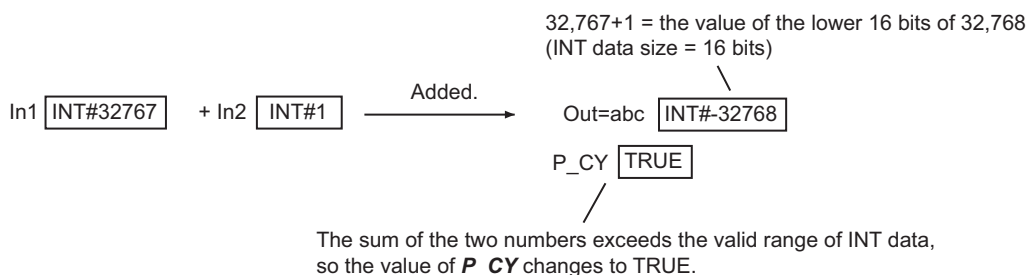 32,767+1 = the value of the lower 16 bits of 32,768
(INT data size = 16 bits)
In1 INT#32767 + In2 INT#1 Added. Out=abc INT#-32768
P_CY TRUE
The sum of the two numbers exceeds the valid range of INT data,
so the value of P_CY changes to TRUE.